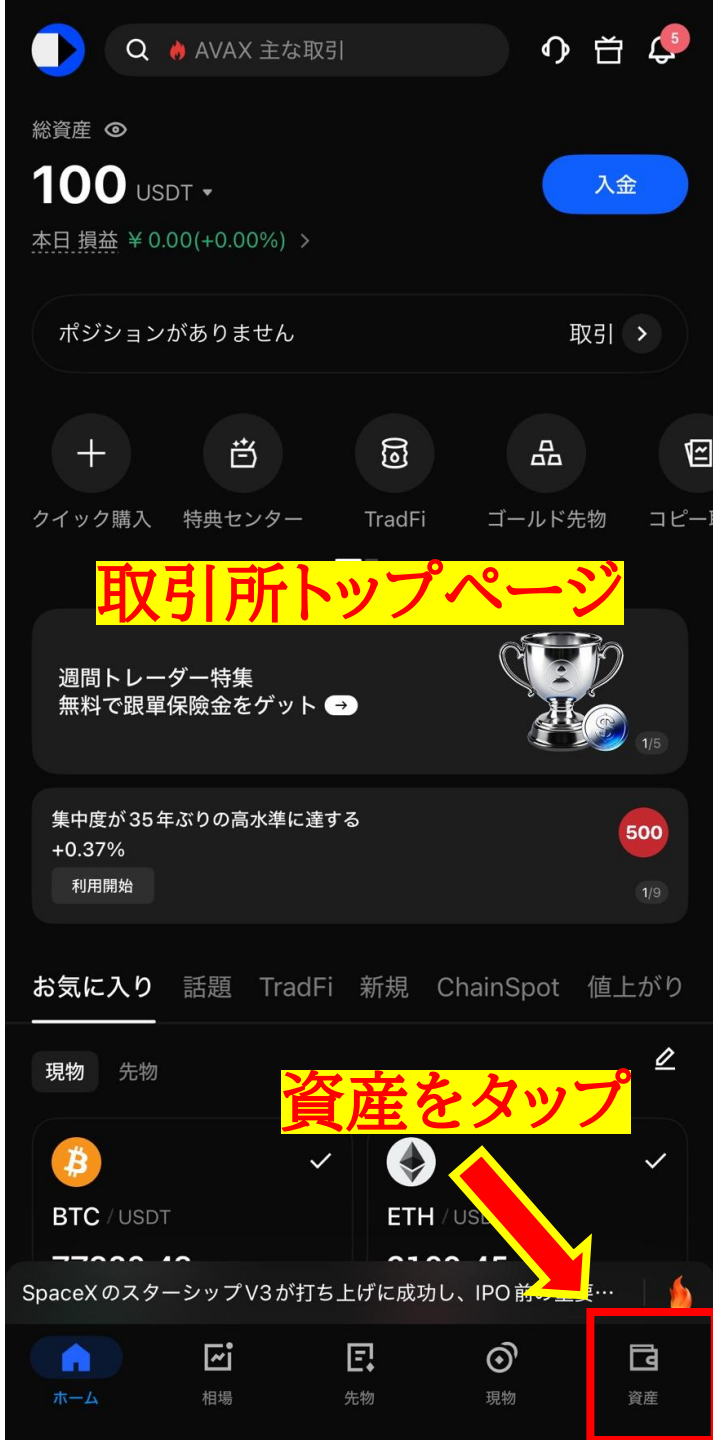 AVAX 主な取引
5
総資産
100 USDT
入金
本日 損益 ¥ 0.00(+0.00%) >
ポジションがありません
取引 >
クイック購入
特典センター
TradFi
ゴールド先物
コピー
取引所トップページ
週間トレーダー特集
無料で跟單保険金をゲット →
1/5
集中度が35年ぶりの高水準に達する
+0.37%
500
利用開始
1/9
お気に入り 話題 TradFi 新規 ChainSpot 値上がり
現物 先物
資産をタップ
BTC / USDT
ETH / USD
SpaceXのスターシップV3が打ち上げに成功し、IPO前の重要…
ホーム
相場
先物
現物
資産